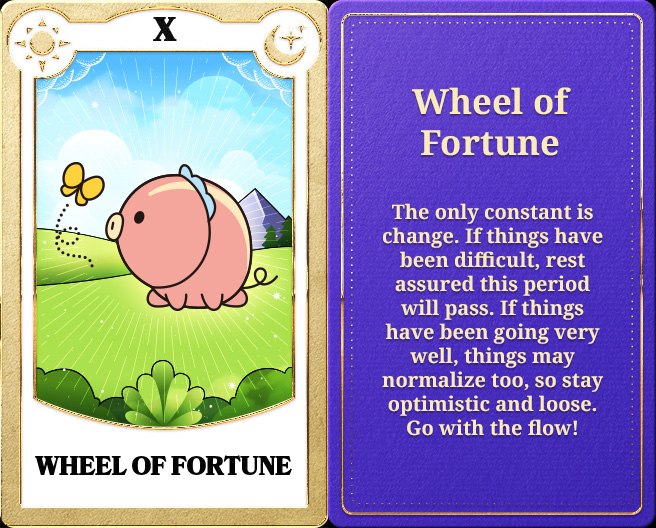 X
WHEEL OF FORTUNE
Wheel of
Fortune
The only constant is
change. If things have
been difficult, rest
assured this period
will pass. If things
have been going very
well, things may
normalize too, so stay
optimistic and loose.
Go with the flow!